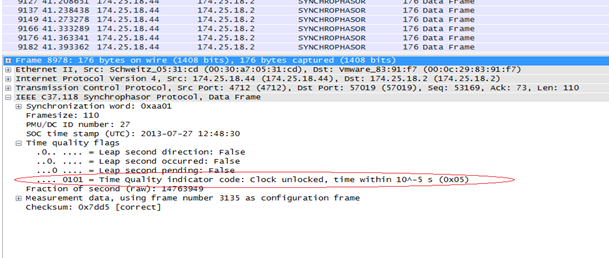 9127 41.208651 174.25.18.44 174.25.18.2 SYNCHROPHASOR 176 Data Frame
9137 41.238438 174.25.18.44 174.25.18.2 SYNCHROPHASOR 176 Data Frame
9149 41.273278 174.25.18.44 174.25.18.2 SYNCHROPHASOR 176 Data Frame
9166 41.333289 174.25.18.44 174.25.18.2 SYNCHROPHASOR 176 Data Frame
9176 41.363341 174.25.18.44 174.25.18.2 SYNCHROPHASOR 176 Data Frame
9182 41.393362 174.25.18.44 174.25.18.2 SYNCHROPHASOR 176 Data Frame
Frame 8978: 176 bytes on wire (1408 bits), 176 bytes captured (1408 bits)
Ethernet II, Src: Schweitz_05:31:cd (00:30:a7:05:31:cd), Dst: Vmware_83:91:f7 (00:0c:29:83:91:f7)
Internet Protocol Version 4, Src: 174.25.18.44 (174.25.18.44), Dst: 174.25.18.2 (174.25.18.2)
Transmission Control Protocol, Src Port: 4712 (4712), Dst Port: 57019 (57019), Seq: 53169, Ack: 73, Len: 110
IEEE C37.118 Synchrophasor Protocol, Data Frame
Synchronization word: 0xaa01
Framesize: 110
PMU/DC ID number: 27
SOC time stamp (UTC): 2013-07-27 12:48:30
Time quality flags
.0.. .... = Leap second direction: False
..0. .... = Leap second occurred: False
...0 .... = Leap second pending: False
.... 0101 = Time Quality indicator code: Clock unlocked, time within 10^-5 s (0x05)
Fraction of second (raw): 14763949
Measurement data, using frame number 3135 as configuration frame
Checksum: 0x7dd5 [correct]